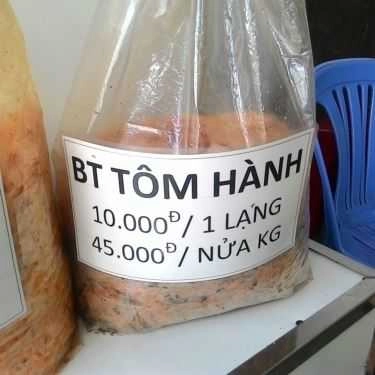 BT TÔM HÀNH
10.000Đ/ 1 LẠNG
45.000Đ/ NỬA KG